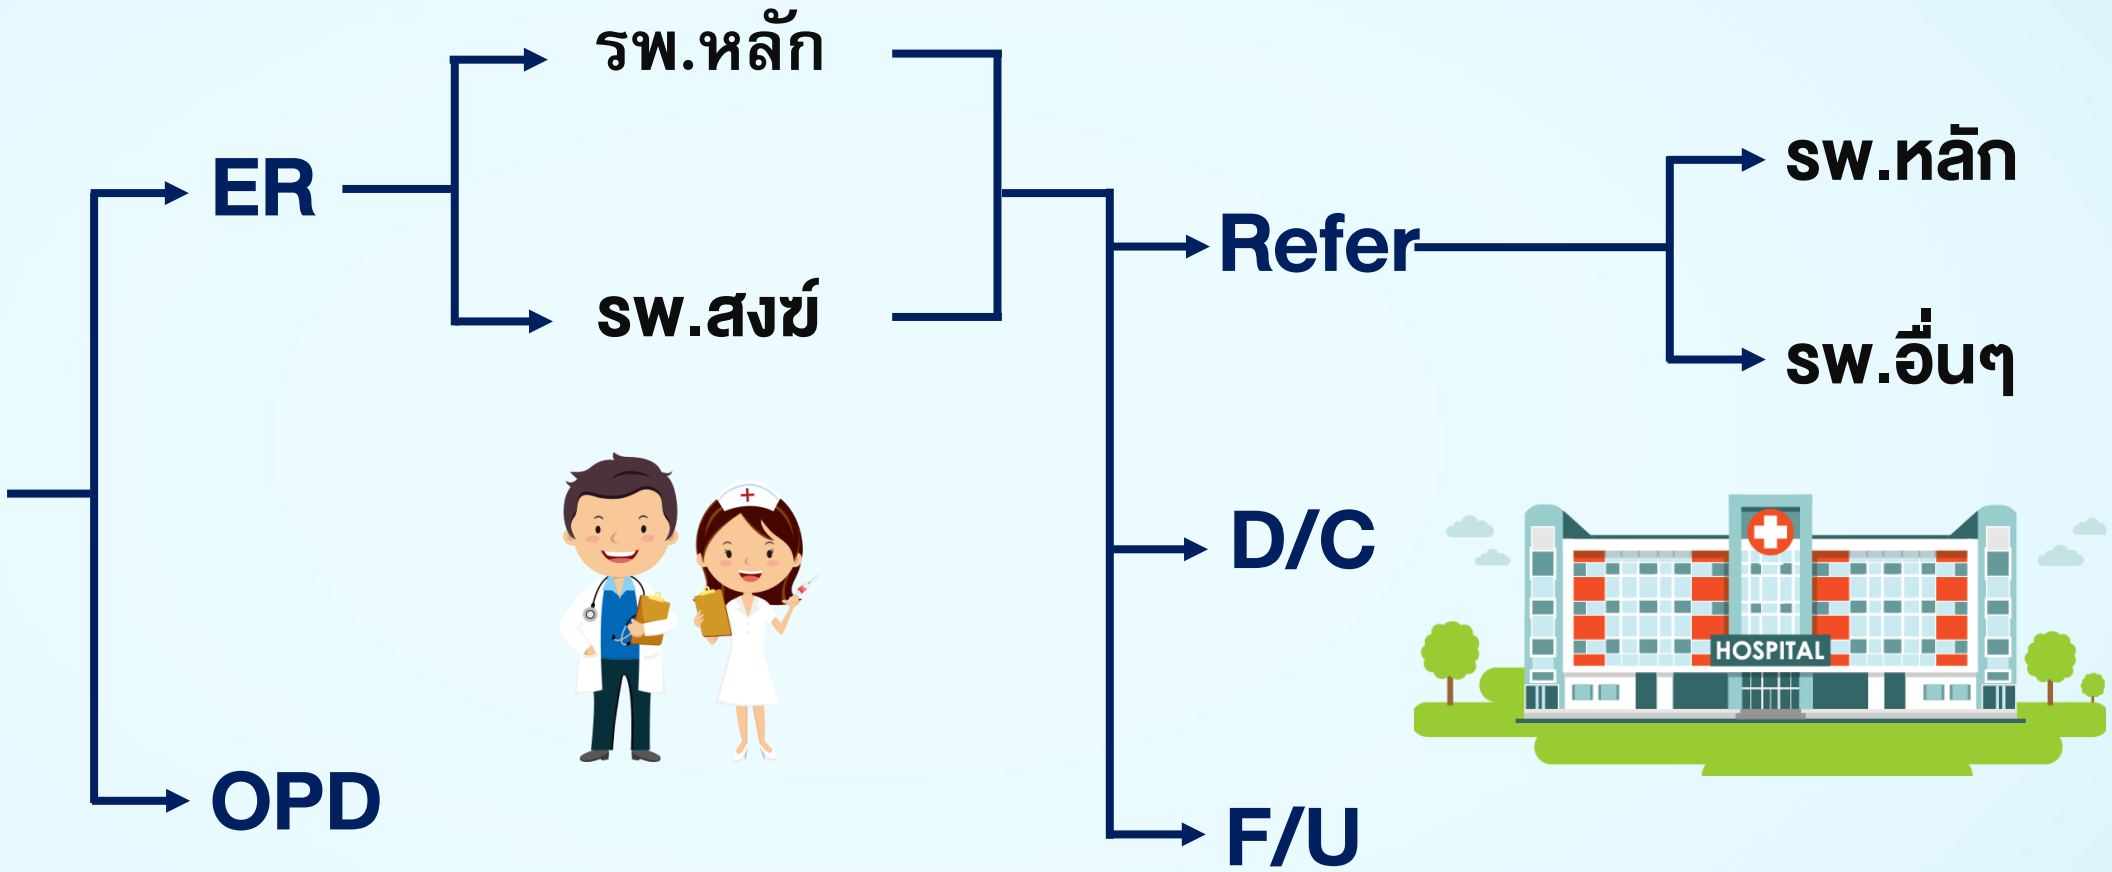 รพ.หลัก
ER
รพ.สงฆ์
OPD
Refer
D/C
F/U
รพ.หลัก
รพ.อื่นๆ
HOSPITAL